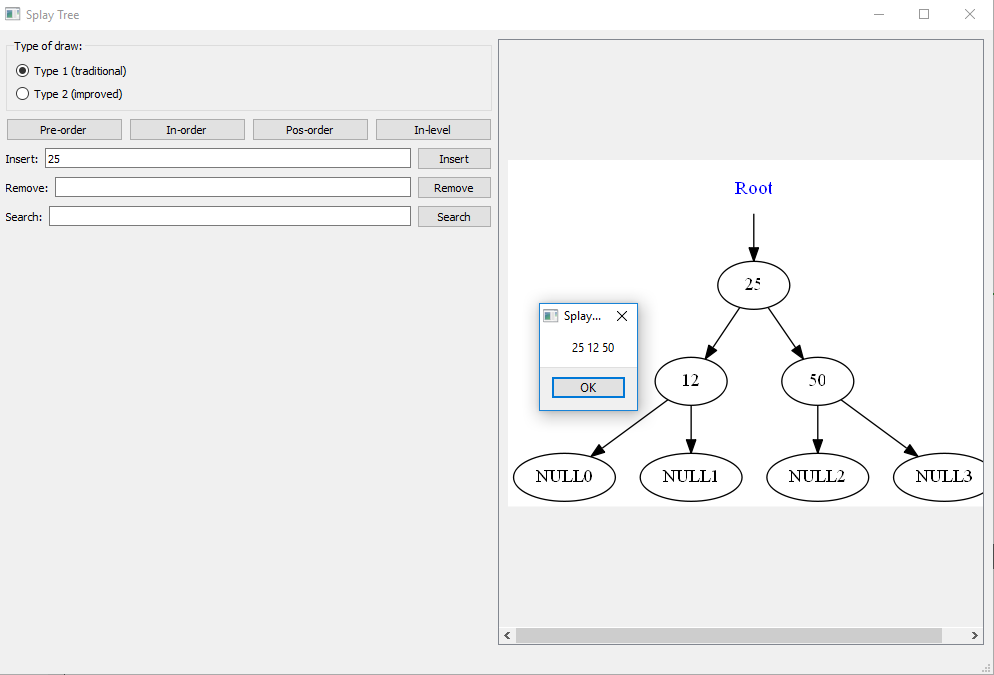 Splay Tree
Type of draw:
Type 1 (traditional)
Type 2 (improved)
Pre-order In-order Pos-order In-level
Insert: 25 Insert
Remove: Remove
Search: Search
Root
25
Splay...
25 12 50
OK
12 50
NULL0 NULL1 NULL2 NULL3